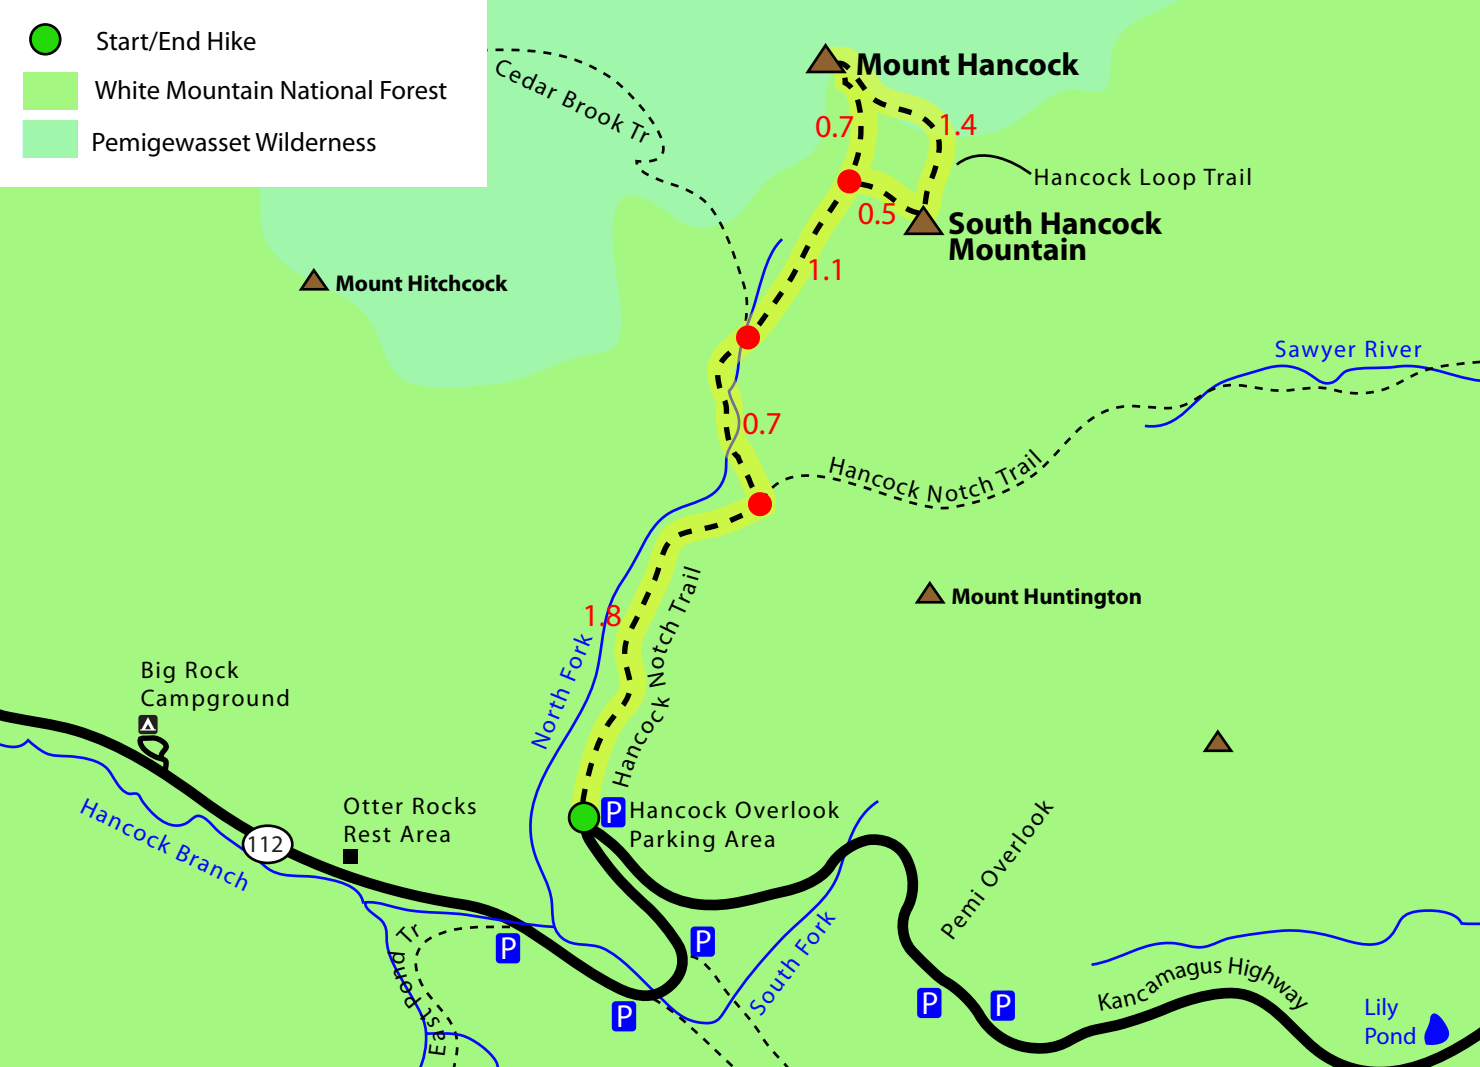 Start/End Hike
White Mountain National Forest
Pemigewasset Wilderness
Cedar Brook Tr
Mount Hancock
0.7
1.4
Hancock Loop Trail
0.5
South Hancock
Mountain
1.1
Mount Hitchcock
Sawyer River
0.7
Hancock Notch Trail
Mount Huntington
1.8
North Fork
Hancock Notch Trail
Big Rock
Campground
Otter Rocks
Rest Area
P
Hancock Overlook
Parking Area
Hancock Branch
112
Pemi Overlook
East Pond Tr
P
P
P
South Fork
P
P
Kancamagus Highway
Lily
Pond